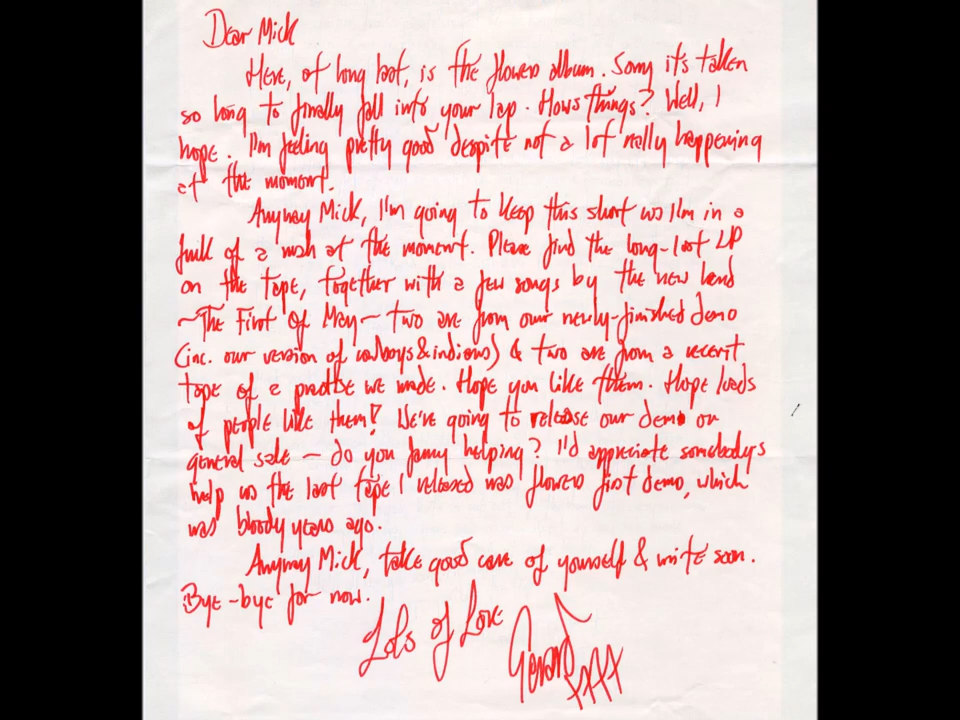 Dear Mick
Here, at long last, is the flowers album. Sorry it's taken
so long to finally fall into your lap. Hows things? Well, I
hope. I'm feeling pretty good despite not a lot really happening
at the moment.
Anyway Mick, I'm going to keep this short as I'm in a
bulk of a rush at the moment. Please find the long-lost LP
on the tape, together with a few songs by the new band
~The First Of May~ two are from our newly-finished demo
(inc. our version of cowboys & indians) & two are from a recent
tape of a practise we made. Hope you like them. Hope loads
of people like them! We've going to release our demo on
general sale - do you fancy helping? I'd appreciate somebodys
help as the last tape I released was flowers first demo, which
was bloody years ago.
Anyway Mick, take good care of yourself & write soon.
Bye-bye for now.
Lots of Love
Gerard
xxxx